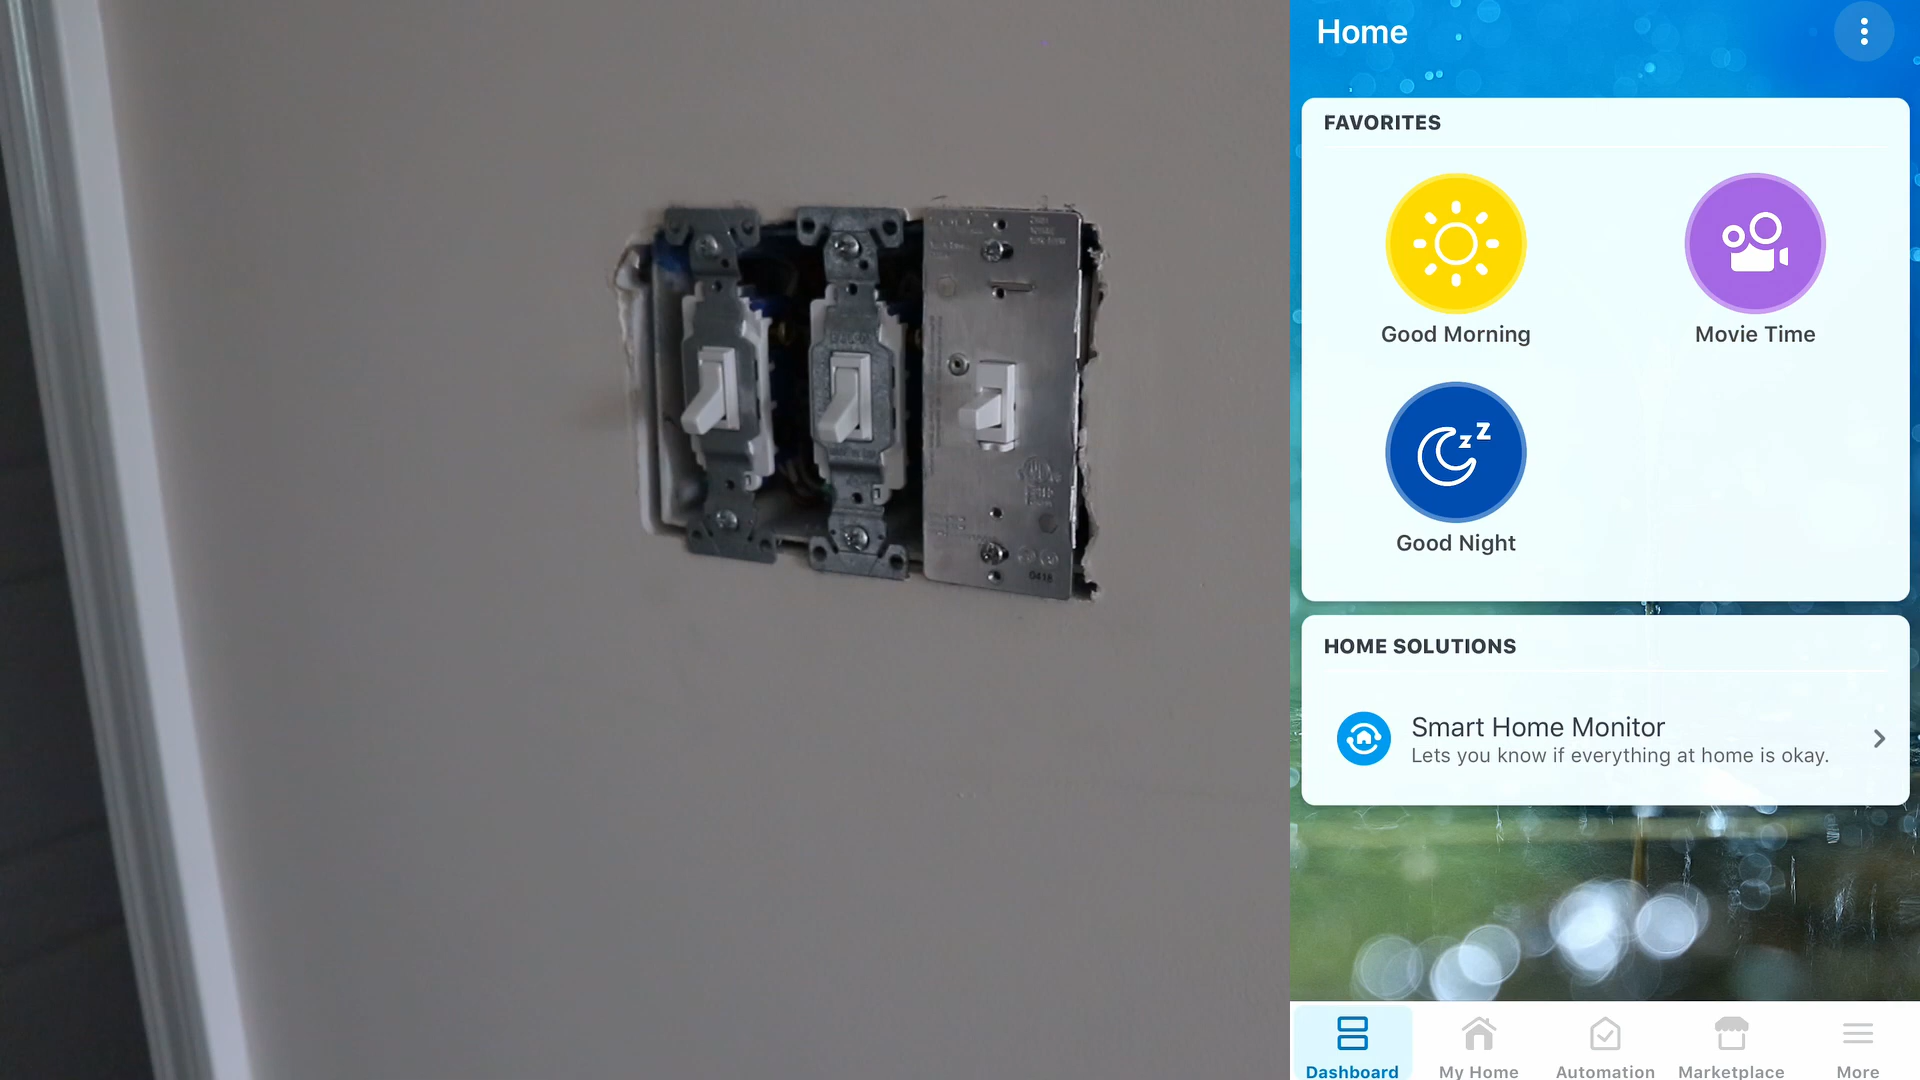 Home
FAVORITES
Good Morning
Movie Time
Good Night
HOME SOLUTIONS
Smart Home Monitor
Lets you know if everything at home is okay.
Dashboard
My Home
Automation
Marketplace
More
0418